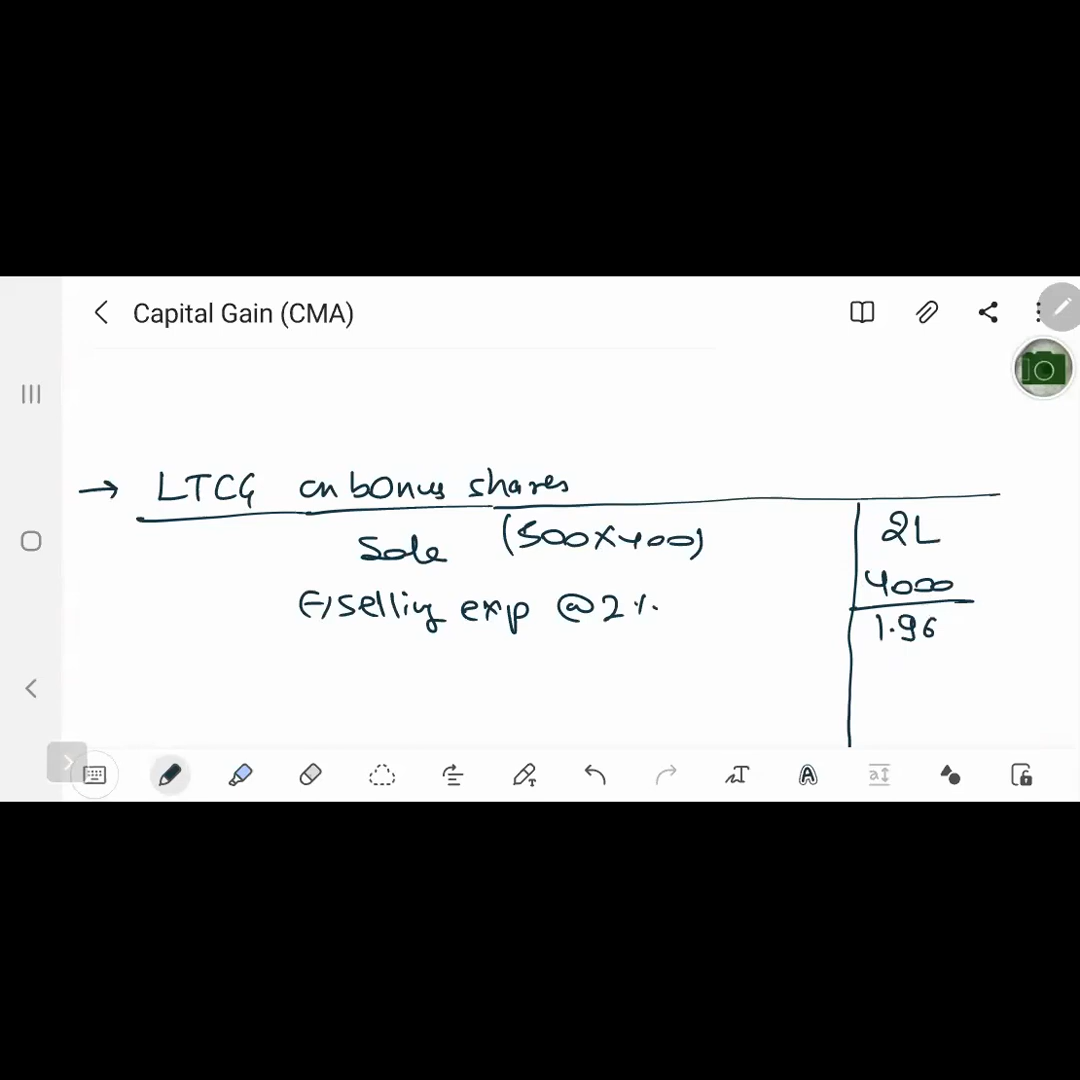 Capital Gain (CMA)
→ LTCG on bonus shares
Sale (500×400) 2L
(-) selling exp @ 2% 4000
1.96